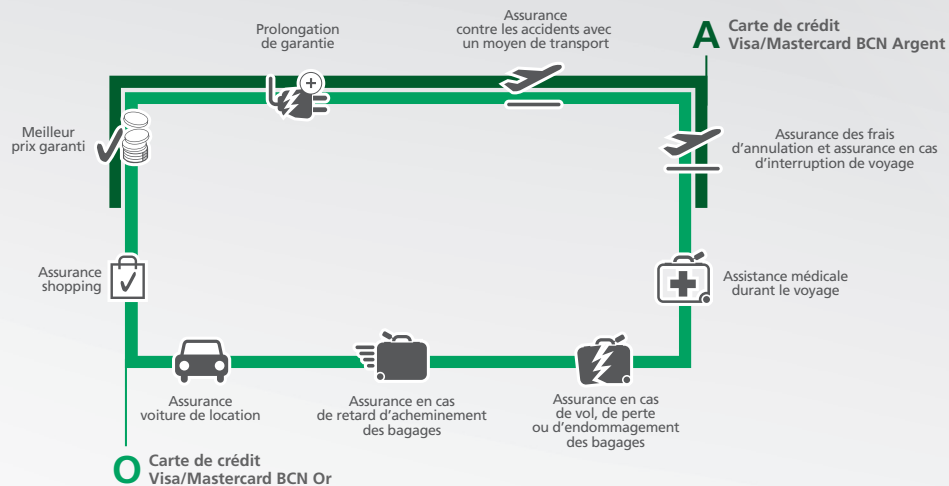 Prolongation
de garantie
Assurance
contre les accidents avec
un moyen de transport
A Carte de crédit
Visa/Mastercard BCN Argent
Meilleur
prix garanti
Assurance des frais
d’annulation et assurance en cas
d’interruption de voyage
Assurance
shopping
Assistance médicale
durant le voyage
Assurance
voiture de location
Assurance en cas
de retard d’acheminement
des bagages
Assurance en cas
de vol, de perte
ou d’endommagement
des bagages
O Carte de crédit
Visa/Mastercard BCN Or